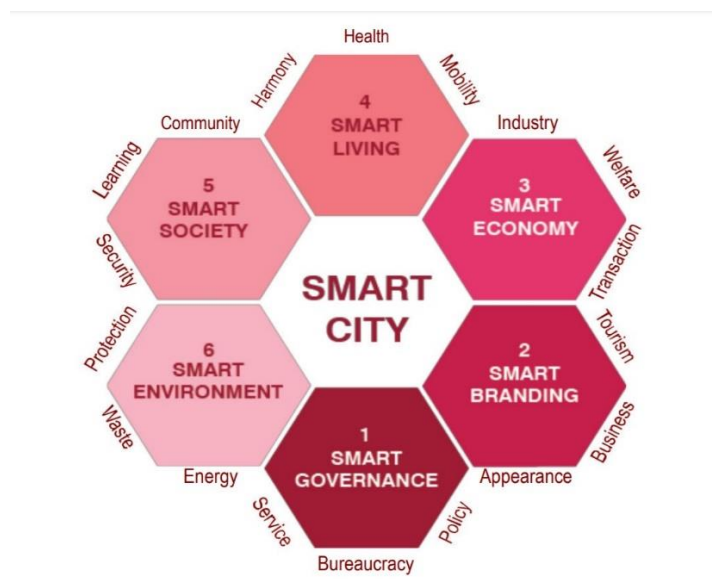 Health
Harmony
Mobility
4
SMART
LIVING
Community
Industry
Learning
Welfare
5
SMART
SOCIETY
3
SMART
ECONOMY
Security
Transaction
SMART
CITY
Protection
Tourism
6
SMART
ENVIRONMENT
2
SMART
BRANDING
Waste
Business
Energy
Appearance
1
SMART
GOVERNANCE
Service
Policy
Bureaucracy